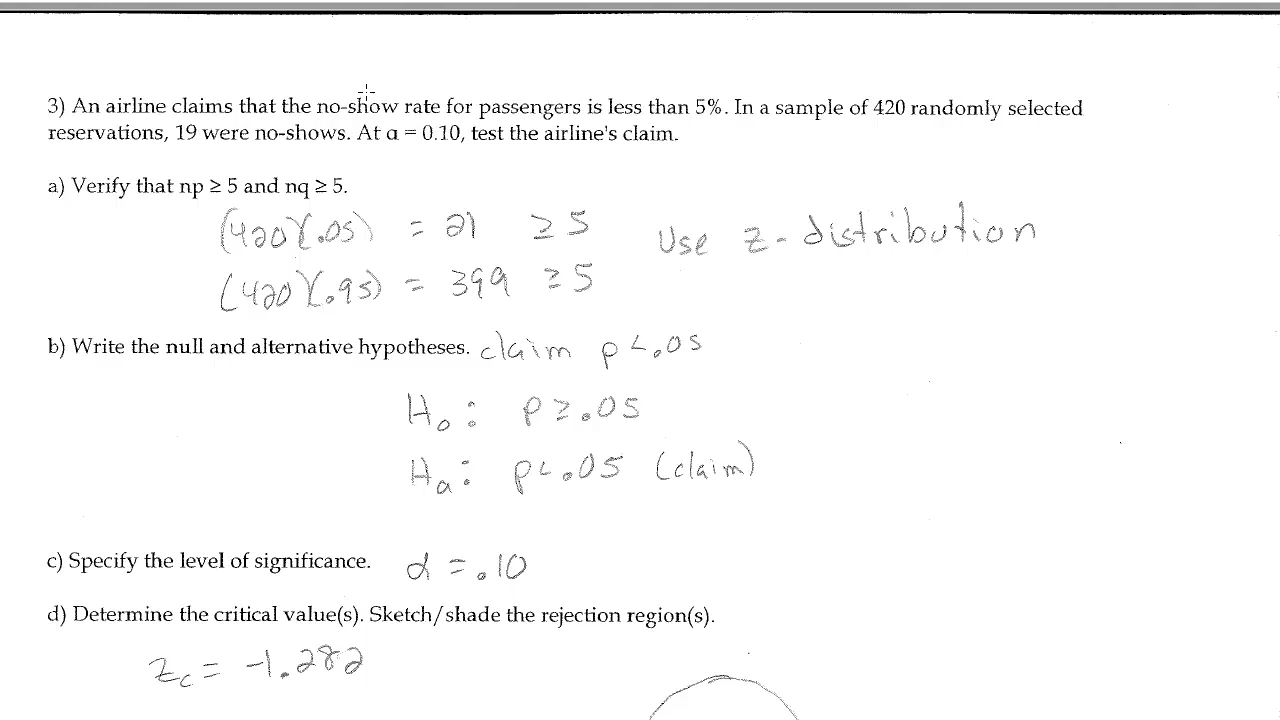 3) An airline claims that the no-show rate for passengers is less than 5%. In a sample of 420 randomly selected
reservations, 19 were no-shows. At α = 0.10, test the airline's claim.
a) Verify that np ≥ 5 and nq ≥ 5.
(420)(.05) = 21 ≥ 5 Use z-distribution
(420)(.95) = 399 ≥ 5
b) Write the null and alternative hypotheses. claim p < .05
H₀: p ≥ .05
Hₐ: p < .05 (claim)
c) Specify the level of significance. α = .10
d) Determine the critical value(s). Sketch/shade the rejection region(s).
z_c = -1.282